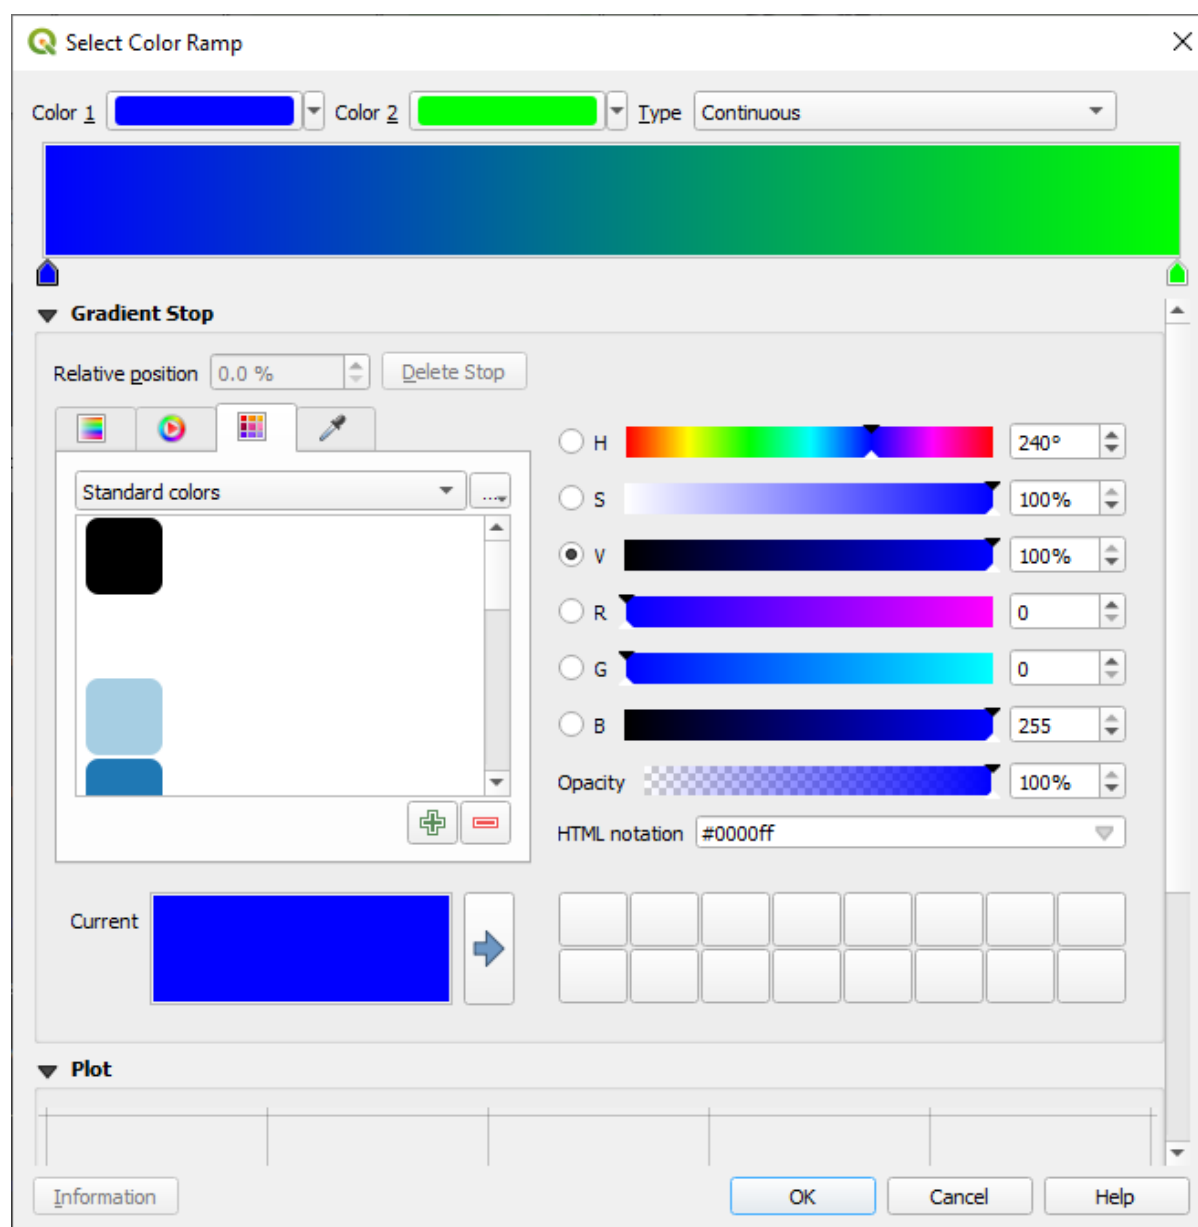 Select Color Ramp
Color 1 Color 2 Type Continuous
Gradient Stop
Relative position 0.0 % Delete Stop
H 240°
Standard colors ...
S 100%
V 100%
R 0
G 0
B 255
Opacity 100%
HTML notation #0000ff
Current
Plot
Information OK Cancel Help